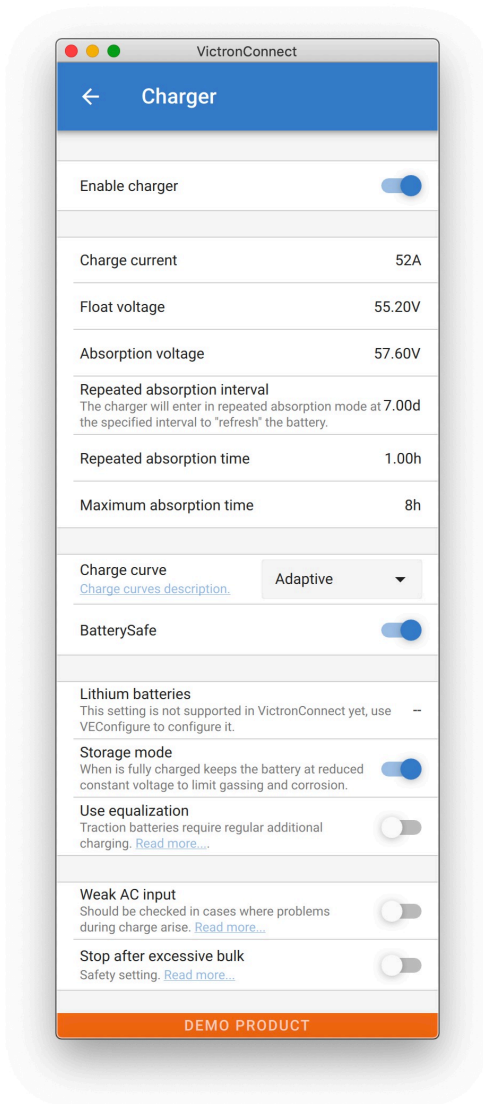 VictronConnect
Charger
Enable charger
Charge current 52A
Float voltage 55.20V
Absorption voltage 57.60V
Repeated absorption interval
The charger will enter in repeated absorption mode at 7.00d
the specified interval to "refresh" the battery.
Repeated absorption time 1.00h
Maximum absorption time 8h
Charge curve
Charge curves description.
Adaptive
BatterySafe
Lithium batteries
This setting is not supported in VictronConnect yet, use --
VEConfigure to configure it.
Storage mode
When is fully charged keeps the battery at reduced
constant voltage to limit gassing and corrosion.
Use equalization
Traction batteries require regular additional
charging. Read more....
Weak AC input
Should be checked in cases where problems
during charge arise. Read more...
Stop after excessive bulk
Safety setting. Read more...
DEMO PRODUCT